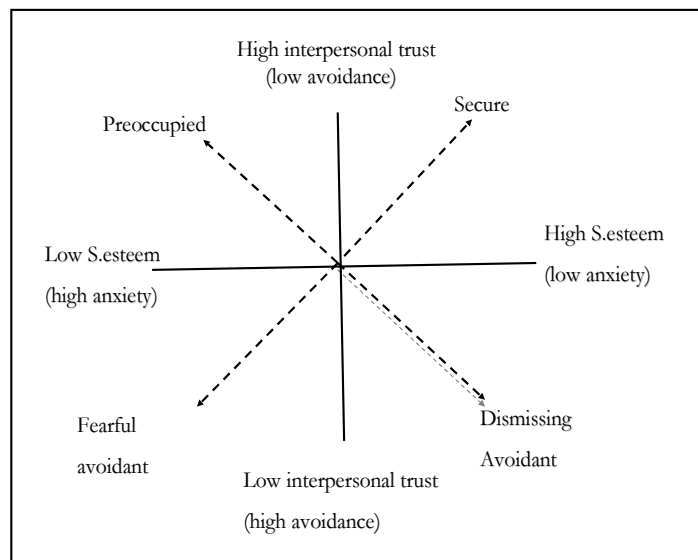 High interpersonal trust
(low avoidance)
Secure
Preoccupied
High S.esteem
(low anxiety)
Low S.esteem
(high anxiety)
Fearful
avoidant
Dismissing
Avoidant
Low interpersonal trust
(high avoidance)